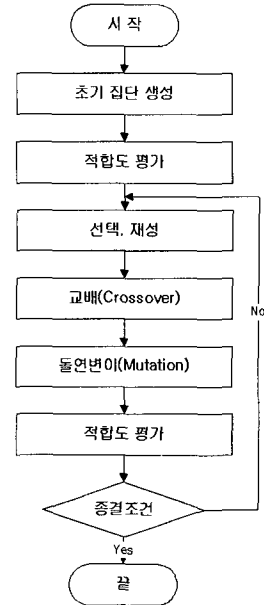 시 작
초기 집단 생성
적합도 평가
선택, 재성
교배(Crossover)
No
돌연변이(Mutation)
적합도 평가
종결조건
Yes
끝